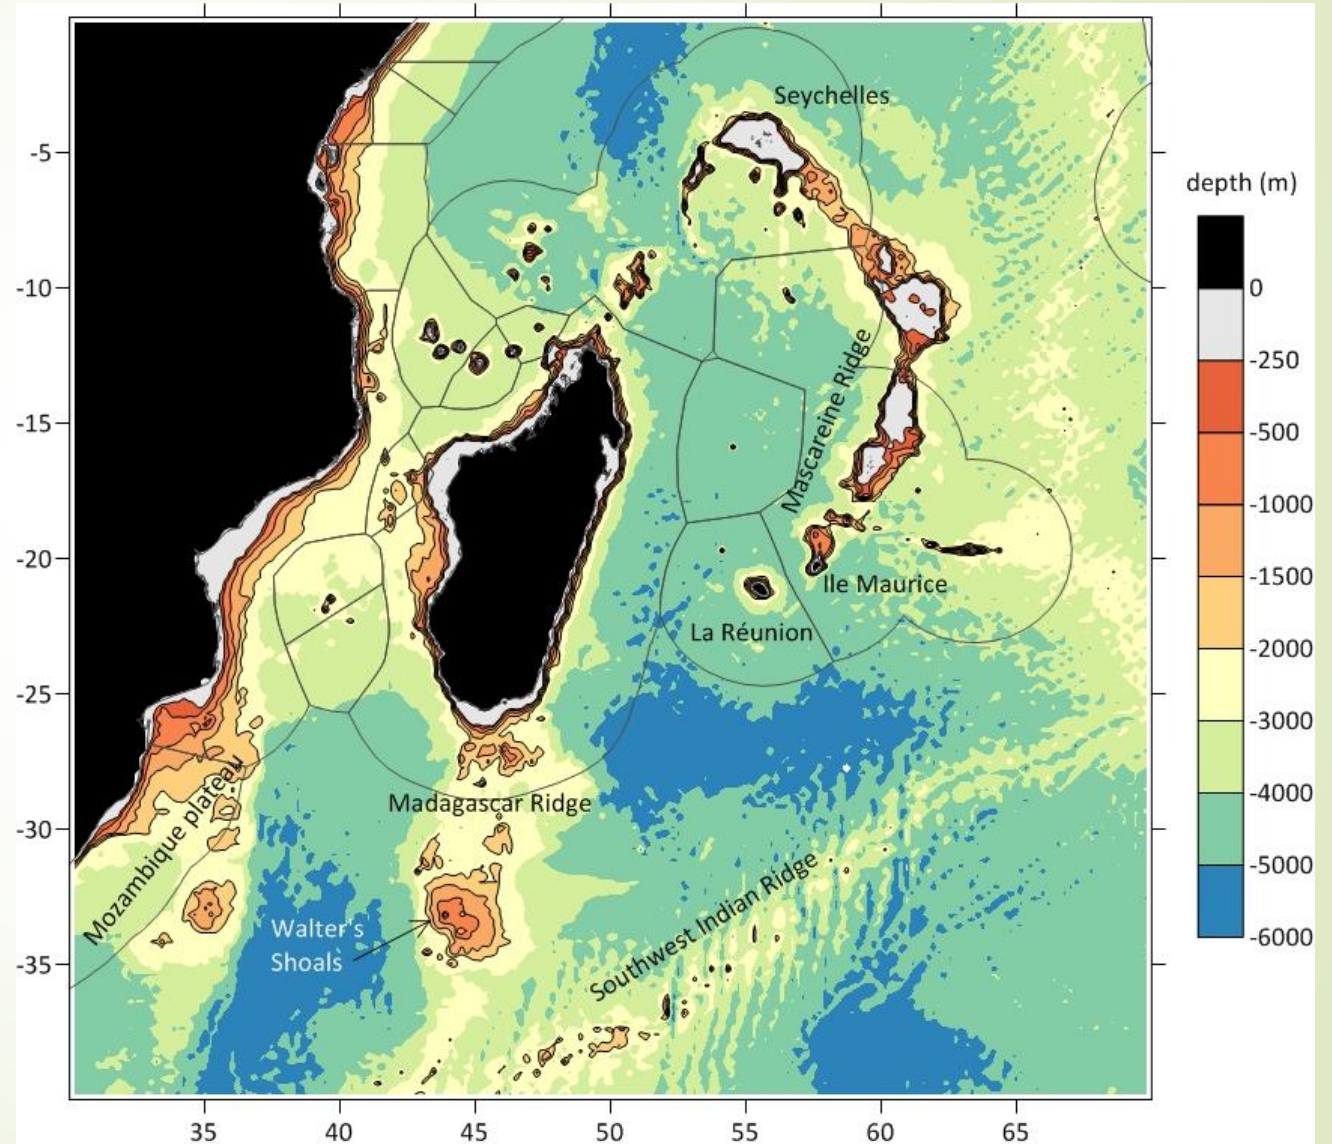 Seychelles
depth (m)
0
-250
-500
-1000
-1500
-2000
-3000
-4000
-5000
-6000
-5
-10
-15
-20
-25
-30
-35
Mascareine Ridge
Ile Maurice
La Réunion
Madagascar Ridge
Mozambique plateau
Walter's
Shoals
Southwest Indian Ridge
35
40
45
50
55
60
65